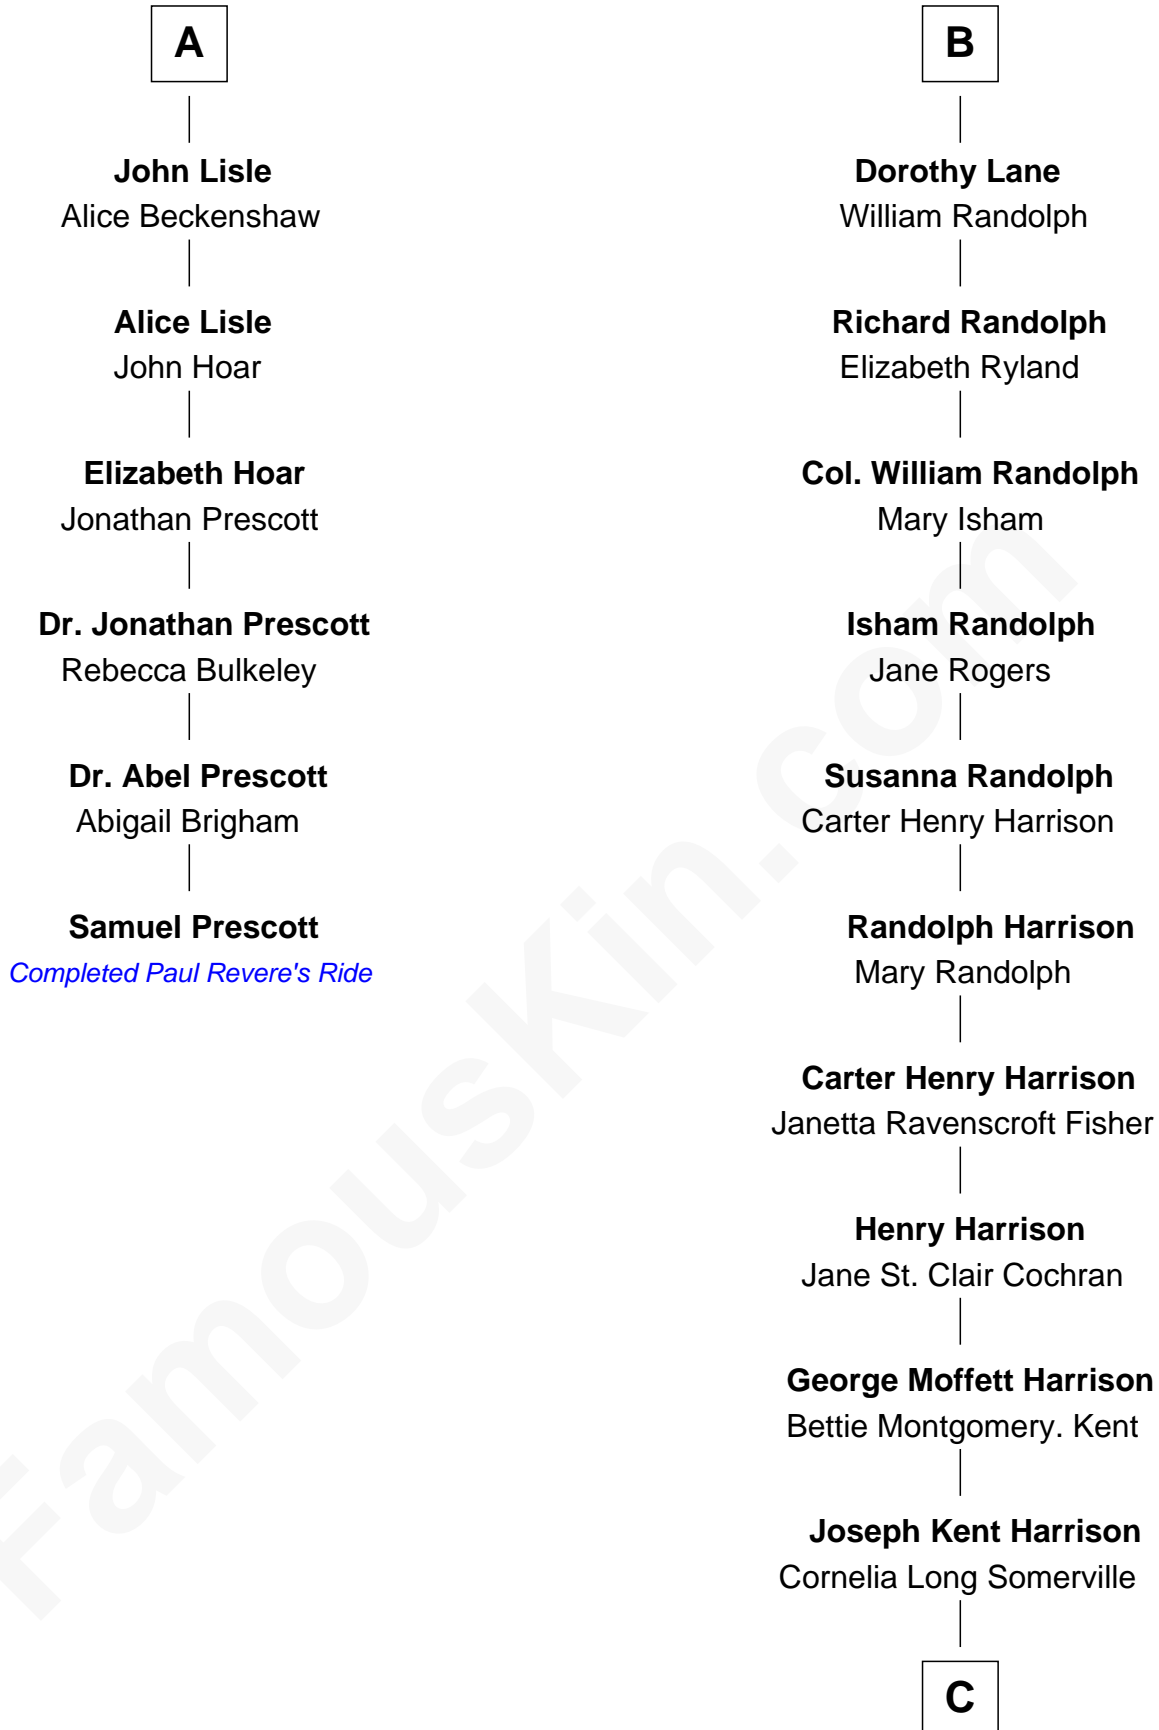 A
John Lisle
Alice Beckenshaw
Alice Lisle
John Hoar
Elizabeth Hoar
Jonathan Prescott
Dr. Jonathan Prescott
Rebecca Bulkeley
Dr. Abel Prescott
Abigail Brigham
Samuel Prescott
Completed Paul Revere's Ride
B
Dorothy Lane
William Randolph
Richard Randolph
Elizabeth Ryland
Col. William Randolph
Mary Isham
Isham Randolph
Jane Rogers
Susanna Randolph
Carter Henry Harrison
Randolph Harrison
Mary Randolph
Carter Henry Harrison
Janetta Ravenscroft Fisher
Henry Harrison
Jane St. Clair Cochran
George Moffett Harrison
Bettie Montgomery. Kent
Joseph Kent Harrison
Cornelia Long Somerville
C
FamousKin.com